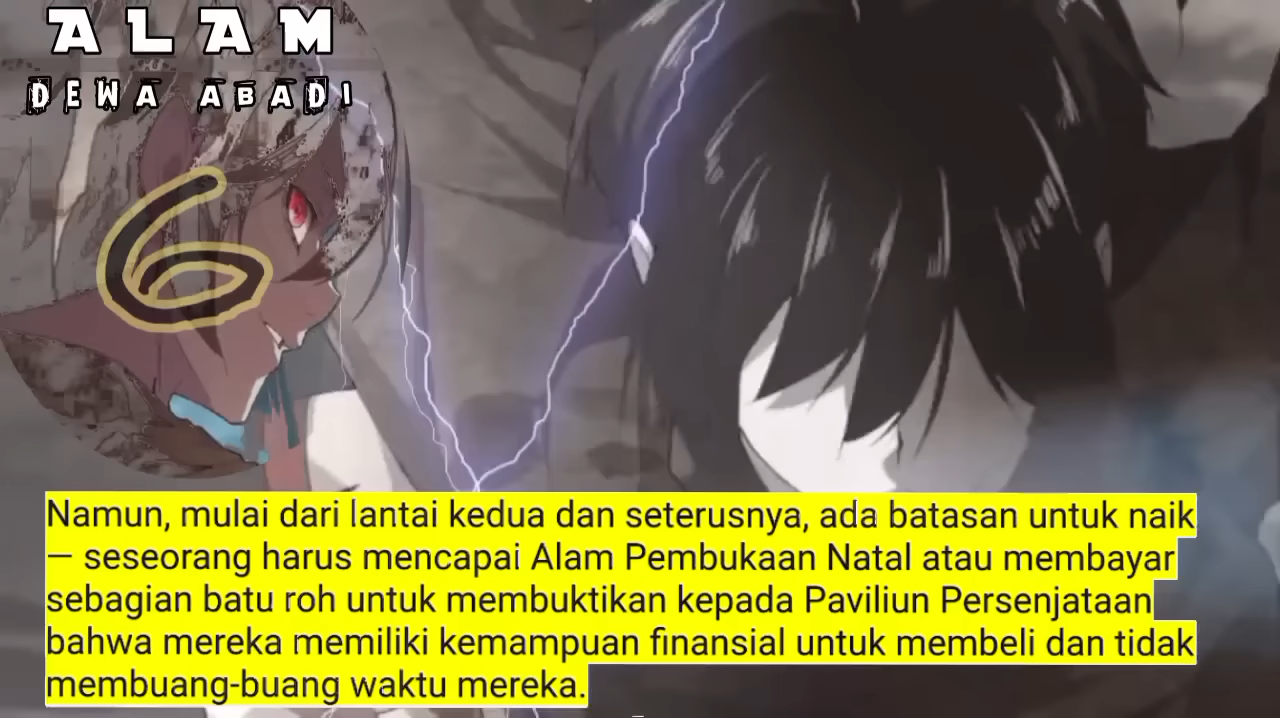 ALAM
DEWA ABADI
6
Namun, mulai dari lantai kedua dan seterusnya, ada batasan untuk naik
— seseorang harus mencapai Alam Pembukaan Natal atau membayar
sebagian batu roh untuk membuktikan kepada Paviliun Persenjataan
bahwa mereka memiliki kemampuan finansial untuk membeli dan tidak
membuang-buang waktu mereka.